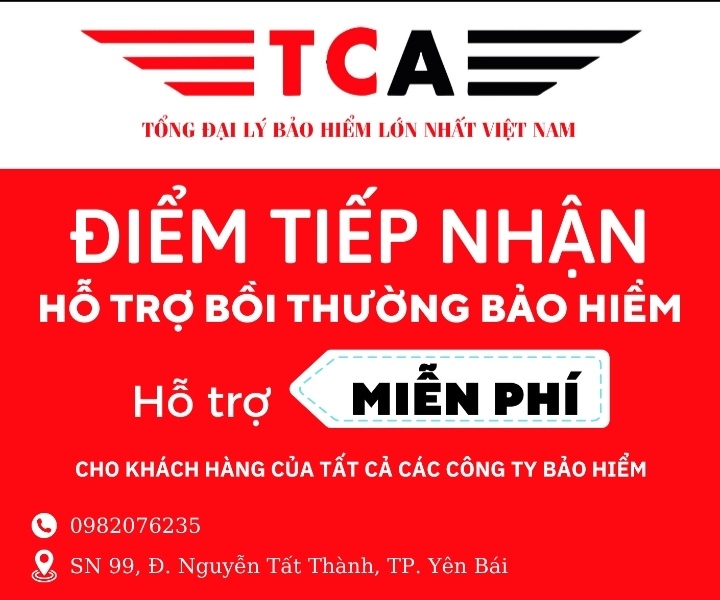 TCA
TỔNG ĐẠI LÝ BẢO HIỂM LỚN NHẤT VIỆT NAM
ĐIỂM TIẾP NHẬN
HỖ TRỢ BỒI THƯỜNG BẢO HIỂM
Hỗ trợ MIỄN PHÍ
CHO KHÁCH HÀNG CỦA TẤT CẢ CÁC CÔNG TY BẢO HIỂM
0982076235
SN 99, Đ. Nguyễn Tất Thành, TP. Yên Bái